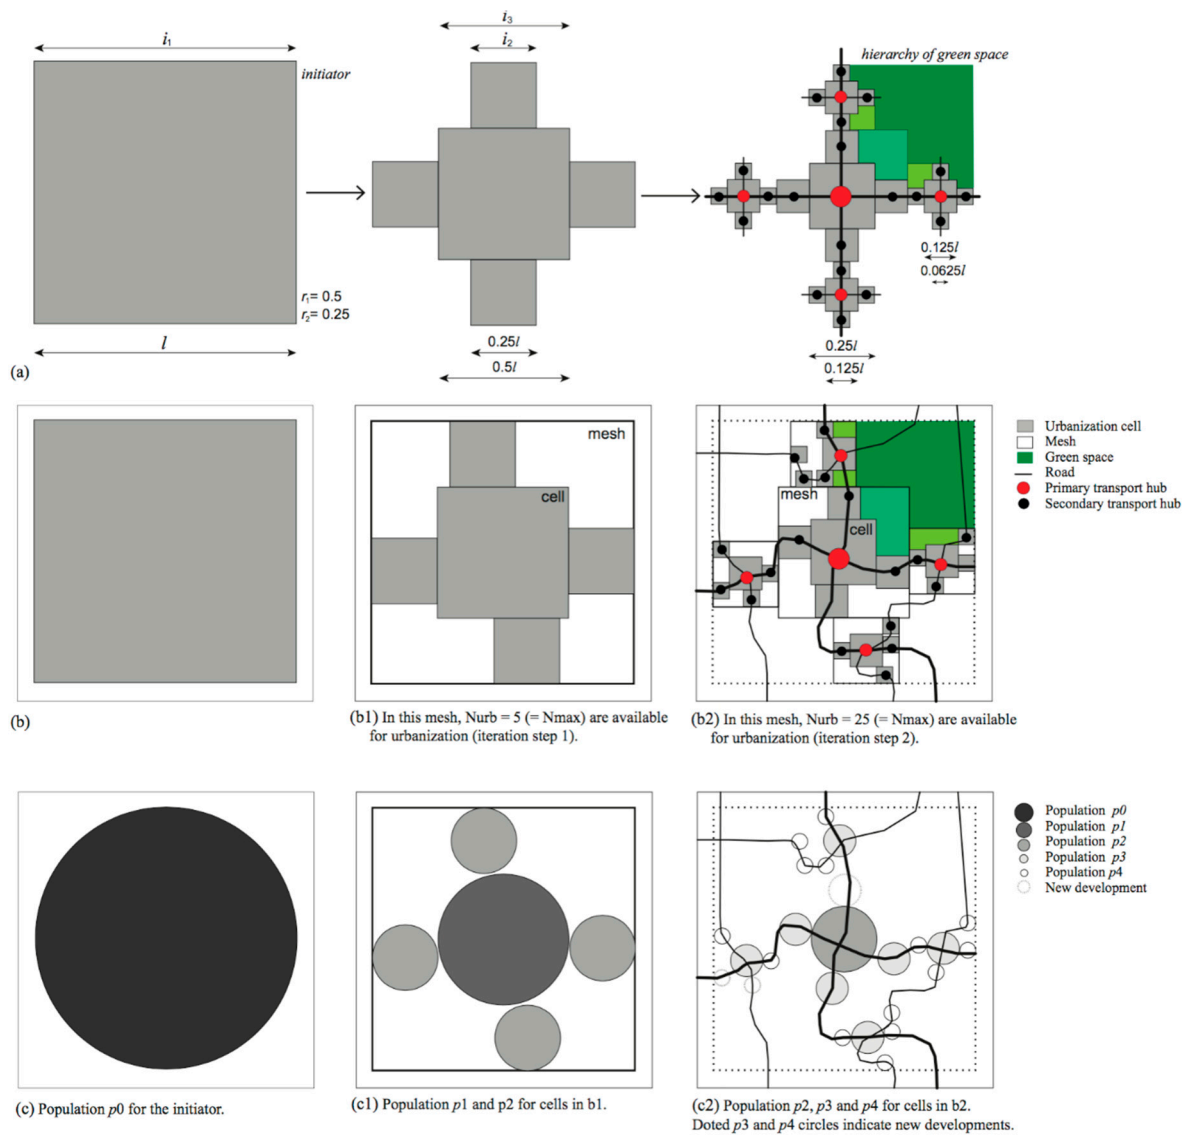 (a)
i₁
initiator
r₁= 0.5
r₂= 0.25
l
i₃
i₂
0.25l
0.5l
hierarchy of green space
0.125l
0.0625l
0.25l
0.125l
(b)
mesh
cell
(b1) In this mesh, Nurb = 5 (= Nmax) are available
for urbanization (iteration step 1).
mesh
cell
(b2) In this mesh, Nurb = 25 (= Nmax) are available
for urbanization (iteration step 2).
Urbanization cell
Mesh
Green space
Road
Primary transport hub
Secondary transport hub
(c) Population p0 for the initiator.
(c1) Population p1 and p2 for cells in b1.
(c2) Population p2, p3 and p4 for cells in b2.
Dotted p3 and p4 circles indicate new developments.
Population p0
Population p1
Population p2
Population p3
Population p4
New development